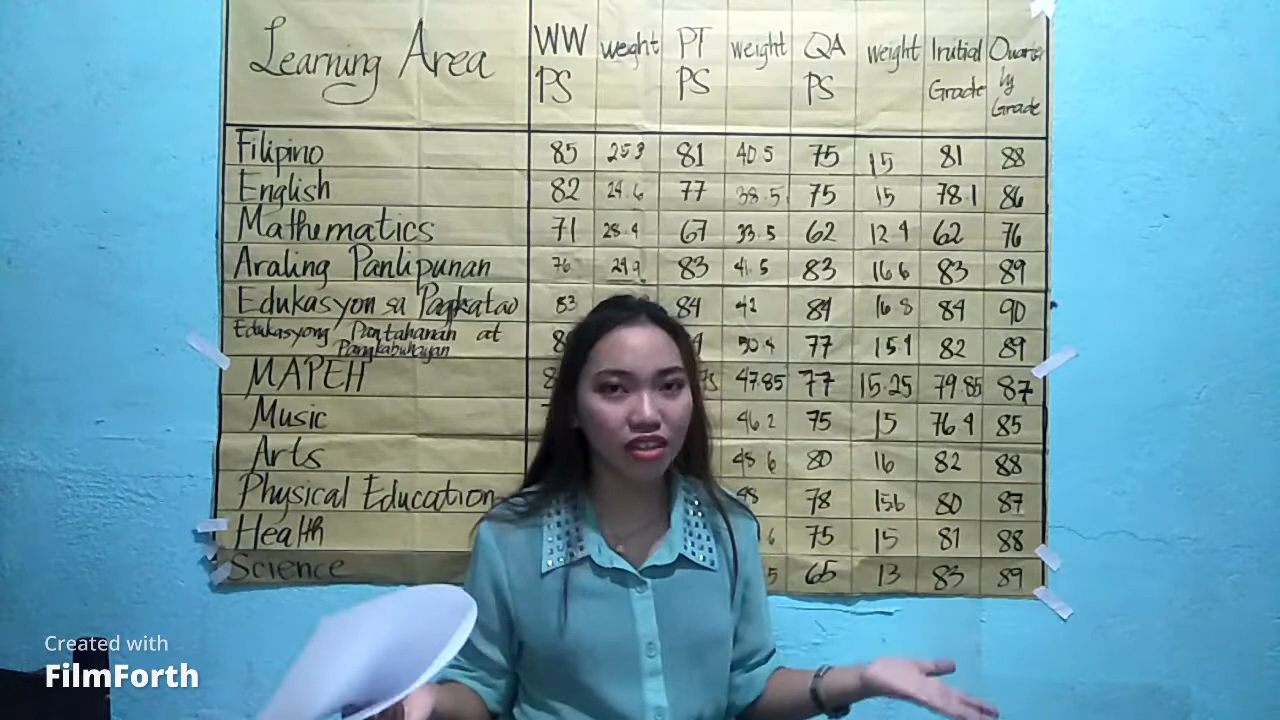 Learning Area WW PS weight PT PS weight QA PS weight Initial Grade Quarterly Grade
Filipino 85 25 81 40 5 75 15 81 88
English 82 24.6 77 38.5 75 15 78.1 86
Mathematics 71 28.4 67 33.5 62 12 4 62 76
Araling Panlipunan 76 24 9 83 41.5 83 16 6 83 89
Edukasyon sa Pagkatao 83 84 42 84 16 8 84 90
Edukasyong Pantahanan at Pangkabuhayan 50 4 77 15 4 82 89
MAPEH 47.85 77 15.25 79.85 87
Music 46 2 75 15 76 4 85
Arts 48 6 80 16 82 88
Physical Education 48 78 156 80 87
Health 6 75 15 81 88
Science 5 65 13 83 89
Created with
FilmForth